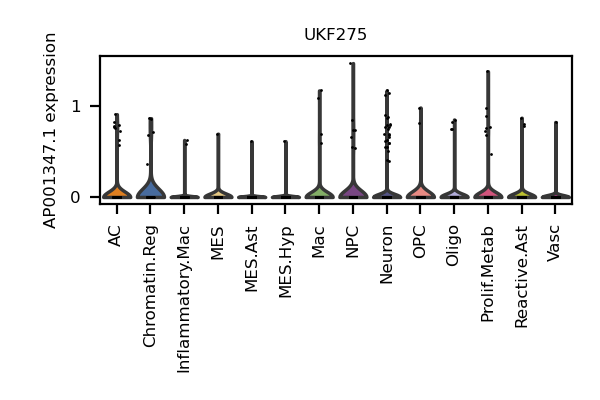 UKF275
AP001347.1 expression
1
0
AC
Chromatin.Reg
Inflammatory.Mac
MES
MES.Ast
MES.Hyp
Mac
NPC
Neuron
OPC
Oligo
Prolif.Metab
Reactive.Ast
Vasc